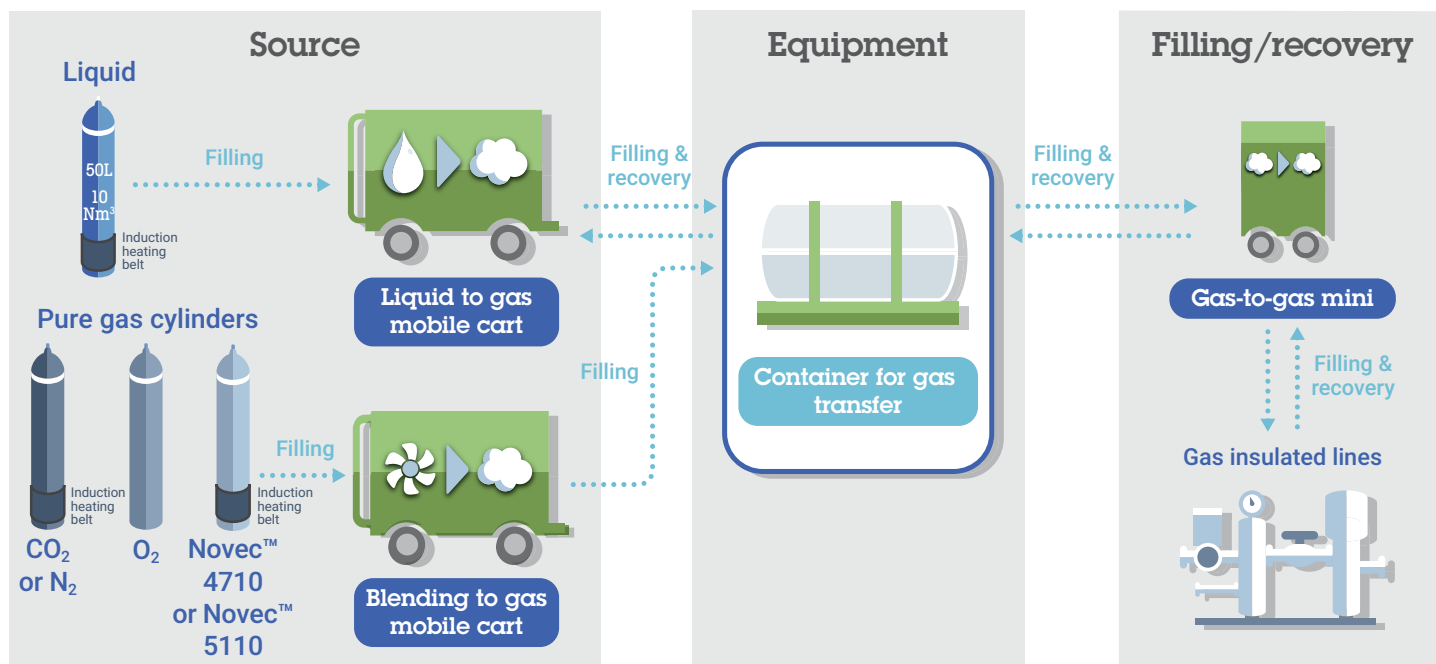 Source
Liquid
50L
10
Nm³
Induction
heating
belt
Filling
Liquid to gas
mobile cart
Pure gas cylinders
Induction
heating
belt
CO₂
or N₂
O₂
Induction
heating
belt
Novec™
4710
or Novec™
5110
Filling
Blending to gas
mobile cart
Filling &
recovery
Filling
Equipment
Container for gas
transfer
Filling &
recovery
Filling/recovery
Gas-to-gas mini
Filling &
recovery
Gas insulated lines